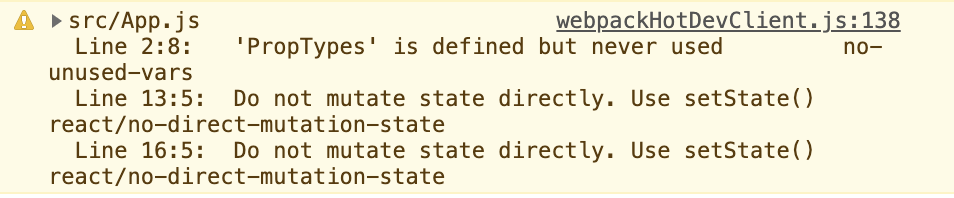 ▶ src/App.js webpackHotDevClient.js:138
Line 2:8: 'PropTypes' is defined but never used no-
unused-vars
Line 13:5: Do not mutate state directly. Use setState()
react/no-direct-mutation-state
Line 16:5: Do not mutate state directly. Use setState()
react/no-direct-mutation-state